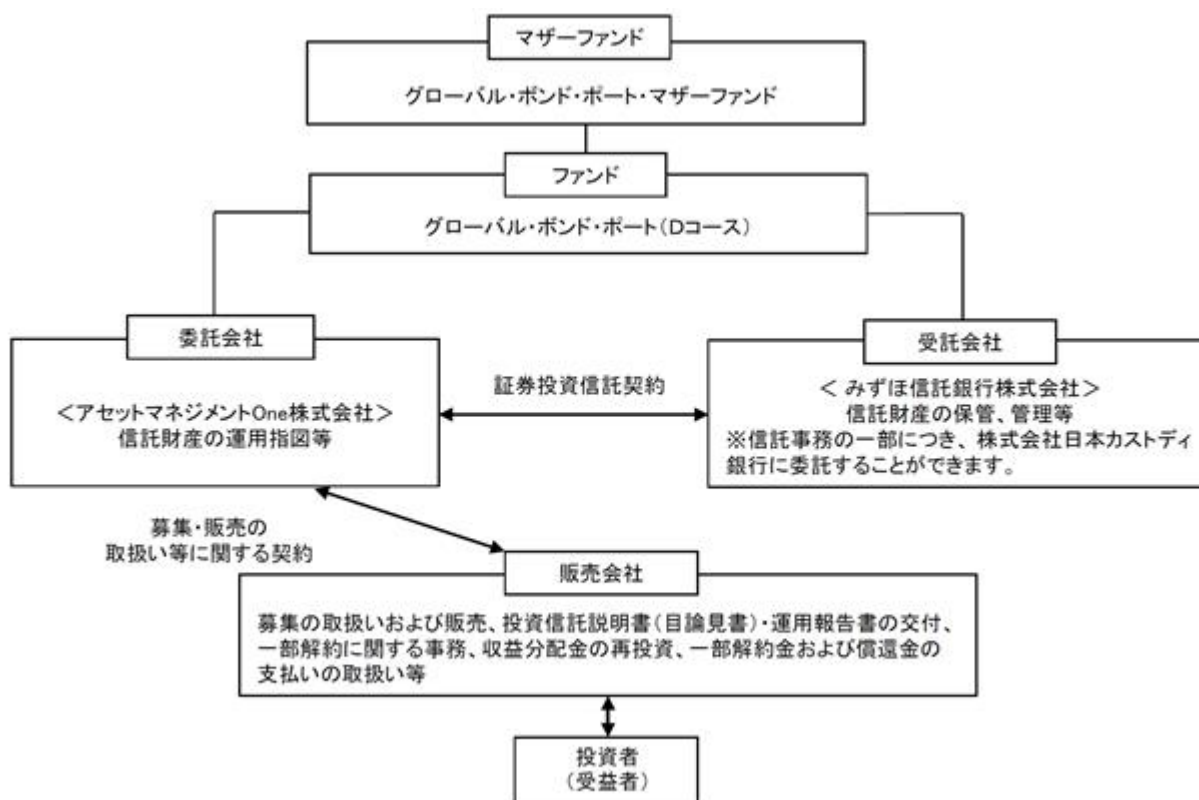 マザーファンド
グローバル・ボンド・ポート・マザーファンド
ファンド
グローバル・ボンド・ポート(Dコース)
委託会社
<アセットマネジメントOne株式会社>
信託財産の運用指図等
証券投資信託契約
受託会社
< みずほ信託銀行株式会社>
信託財産の保管、管理等
※信託事務の一部につき、株式会社日本カストディ
銀行に委託することができます。
募集・販売の
取扱い等に関する契約
販売会社
募集の取扱いおよび販売、投資信託説明書(目論見書)・運用報告書の交付、
一部解約に関する事務、収益分配金の再投資、一部解約金および償還金の
支払いの取扱い等
投資者
(受益者)